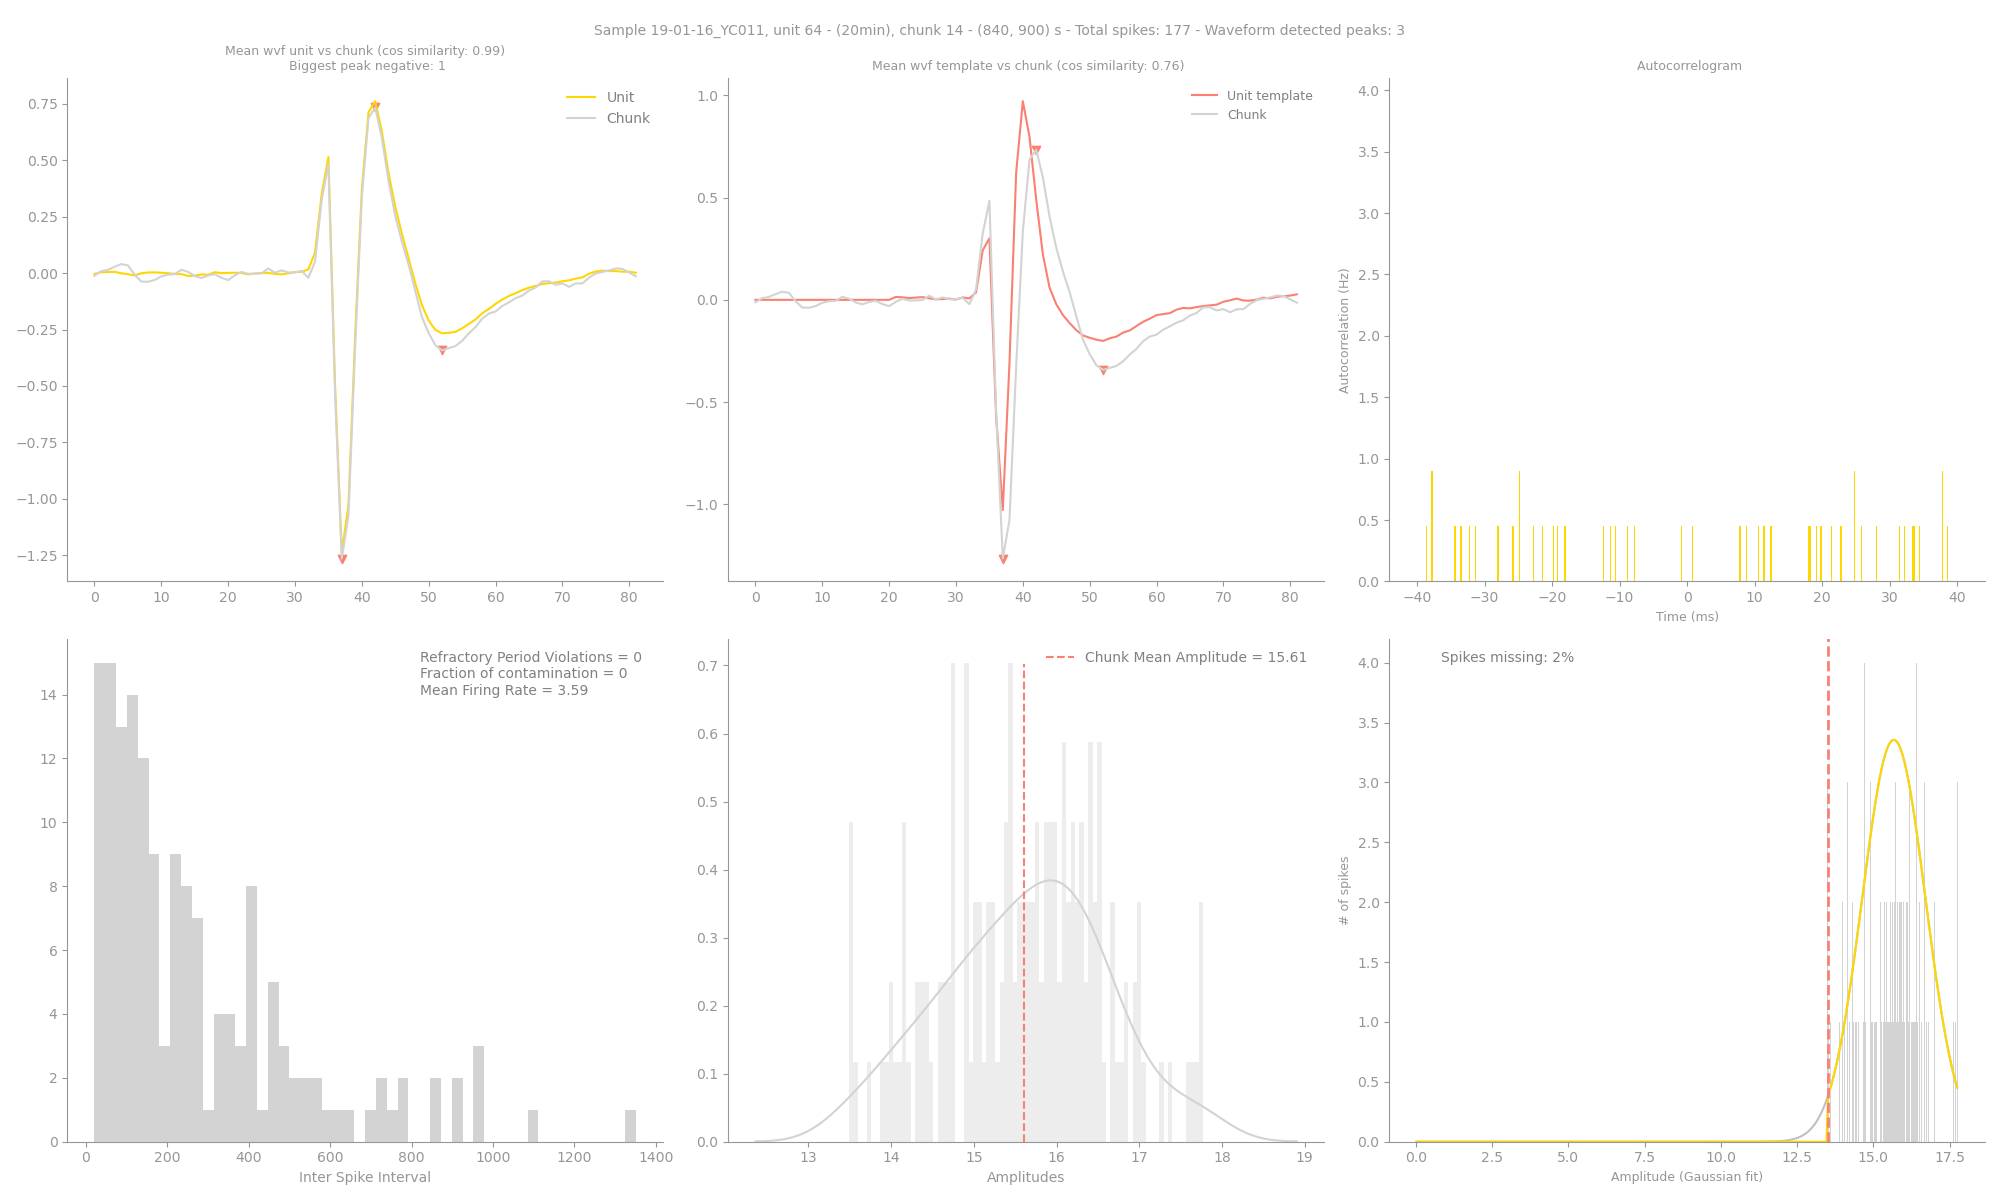 Sample 19-01-16_YC011, unit 64 - (20min), chunk 14 - (840, 900) s - Total spikes: 177 - Waveform detected peaks: 3
Mean wvf unit vs chunk (cos similarity: 0.99)
Biggest peak negative: 1
0.75
0.50
0.25
0.00
−0.25
−0.50
−0.75
−1.00
−1.25
0 10 20 30 40 50 60 70 80
Unit
Chunk
Mean wvf template vs chunk (cos similarity: 0.76)
1.0
0.5
0.0
−0.5
−1.0
0 10 20 30 40 50 60 70 80
Unit template
Chunk
Autocorrelogram
4.0
3.5
3.0
2.5
2.0
1.5
1.0
0.5
0.0
Autocorrelation (Hz)
−40 −30 −20 −10 0 10 20 30 40
Time (ms)
Refractory Period Violations = 0
Fraction of contamination = 0
Mean Firing Rate = 3.59
14
12
10
8
6
4
2
0
0 200 400 600 800 1000 1200 1400
Inter Spike Interval
Chunk Mean Amplitude = 15.61
0.7
0.6
0.5
0.4
0.3
0.2
0.1
0.0
13 14 15 16 17 18 19
Amplitudes
Spikes missing: 2%
4.0
3.5
3.0
2.5
2.0
1.5
1.0
0.5
0.0
# of spikes
0.0 2.5 5.0 7.5 10.0 12.5 15.0 17.5
Amplitude (Gaussian fit)